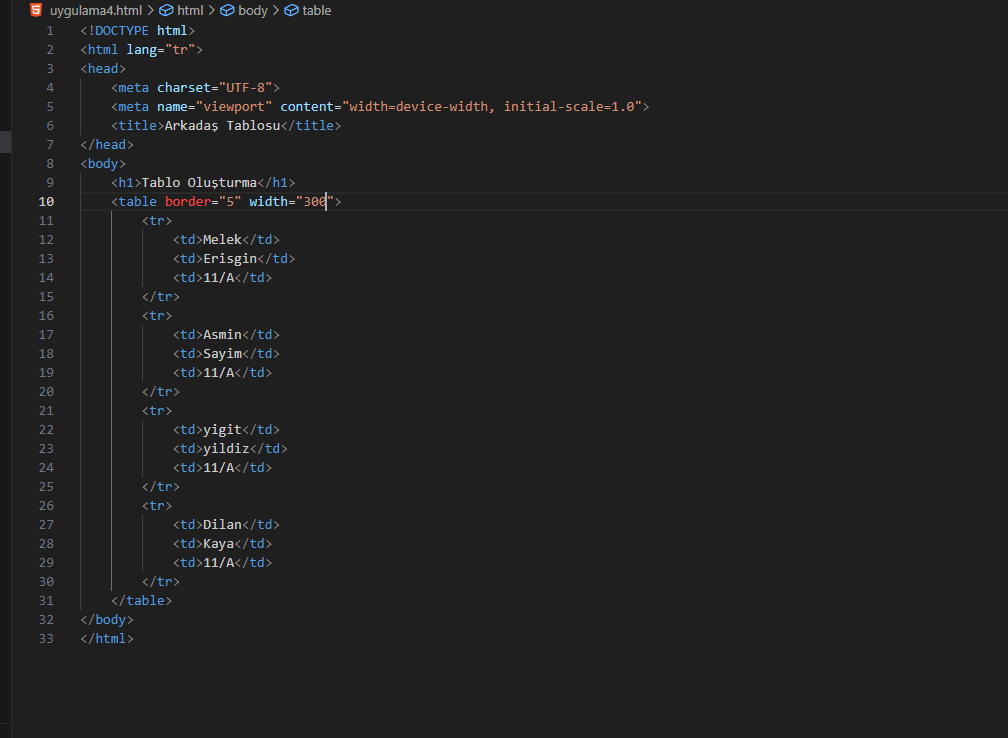 uygulama4.html > html > body > table
1 <!DOCTYPE html>
2 <html lang="tr">
3 <head>
4     <meta charset="UTF-8">
5     <meta name="viewport" content="width=device-width, initial-scale=1.0">
6     <title>Arkadaş Tablosu</title>
7 </head>
8 <body>
9     <h1>Tablo Oluşturma</h1>
10     <table border="5" width="300">
11         <tr>
12             <td>Melek</td>
13             <td>Erisgin</td>
14             <td>11/A</td>
15         </tr>
16         <tr>
17             <td>Asmin</td>
18             <td>Sayim</td>
19             <td>11/A</td>
20         </tr>
21         <tr>
22             <td>yigit</td>
23             <td>yildiz</td>
24             <td>11/A</td>
25         </tr>
26         <tr>
27             <td>Dilan</td>
28             <td>Kaya</td>
29             <td>11/A</td>
30         </tr>
31     </table>
32 </body>
33 </html>